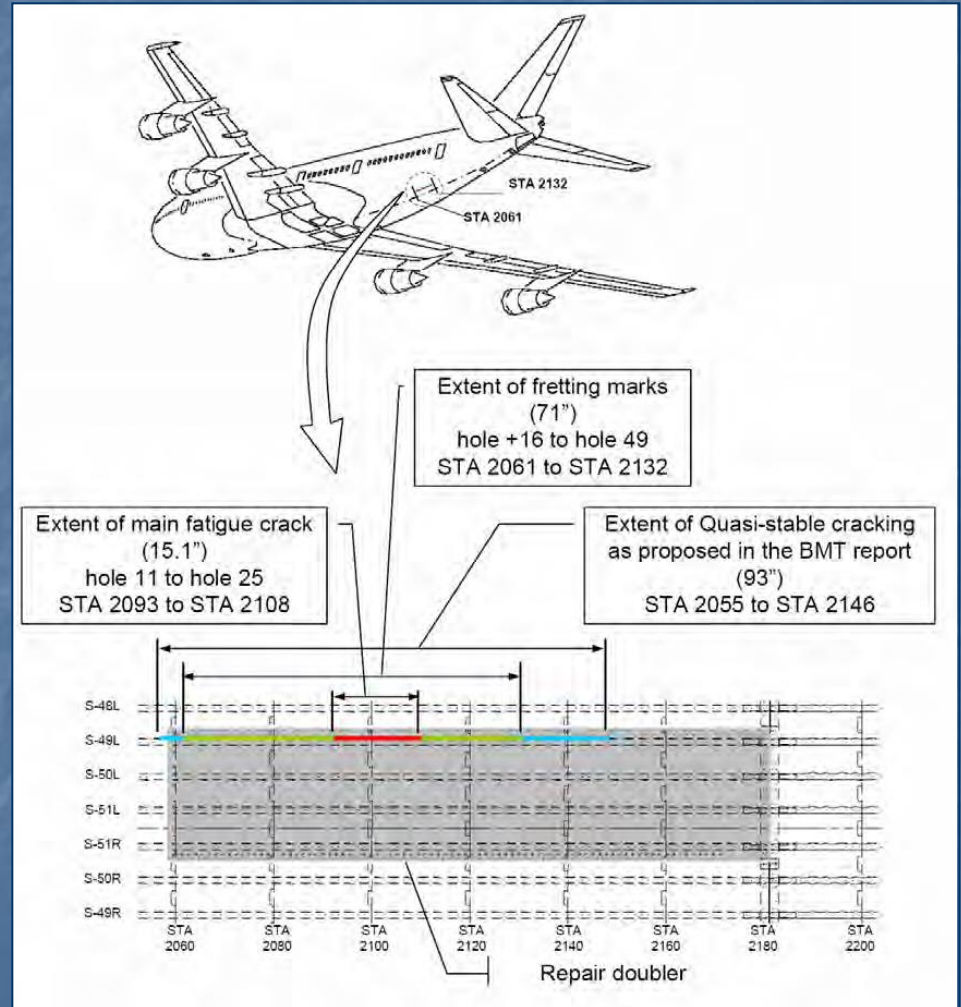 STA 2132
STA 2061
Extent of fretting marks
(71”)
hole +16 to hole 49
STA 2061 to STA 2132
Extent of main fatigue crack
(15.1”)
hole 11 to hole 25
STA 2093 to STA 2108
Extent of Quasi-stable cracking
as proposed in the BMT report
(93”)
STA 2055 to STA 2146
S-46L
S-49L
S-50L
S-51L
S-51R
S-50R
S-49R
STA 2060
STA 2080
STA 2100
STA 2120
STA 2140
STA 2160
STA 2180
STA 2200
Repair doubler